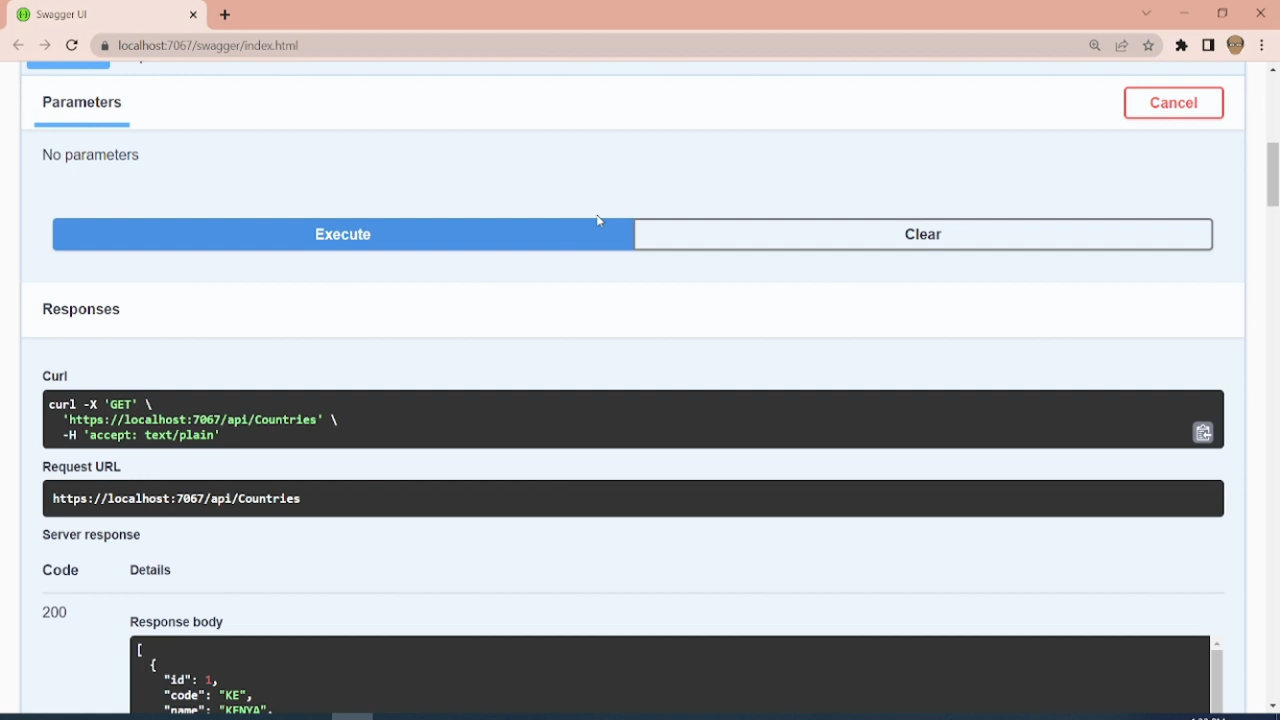 Swagger UI
localhost:7067/swagger/index.html
Parameters
Cancel
No parameters
Execute
Clear
Responses
Curl
curl -X 'GET' \
'https://localhost:7067/api/Countries' \
-H 'accept: text/plain'
Request URL
https://localhost:7067/api/Countries
Server response
Code Details
200
Response body
[
{
"id": 1,
"code": "KE",
"name": "KENYA",